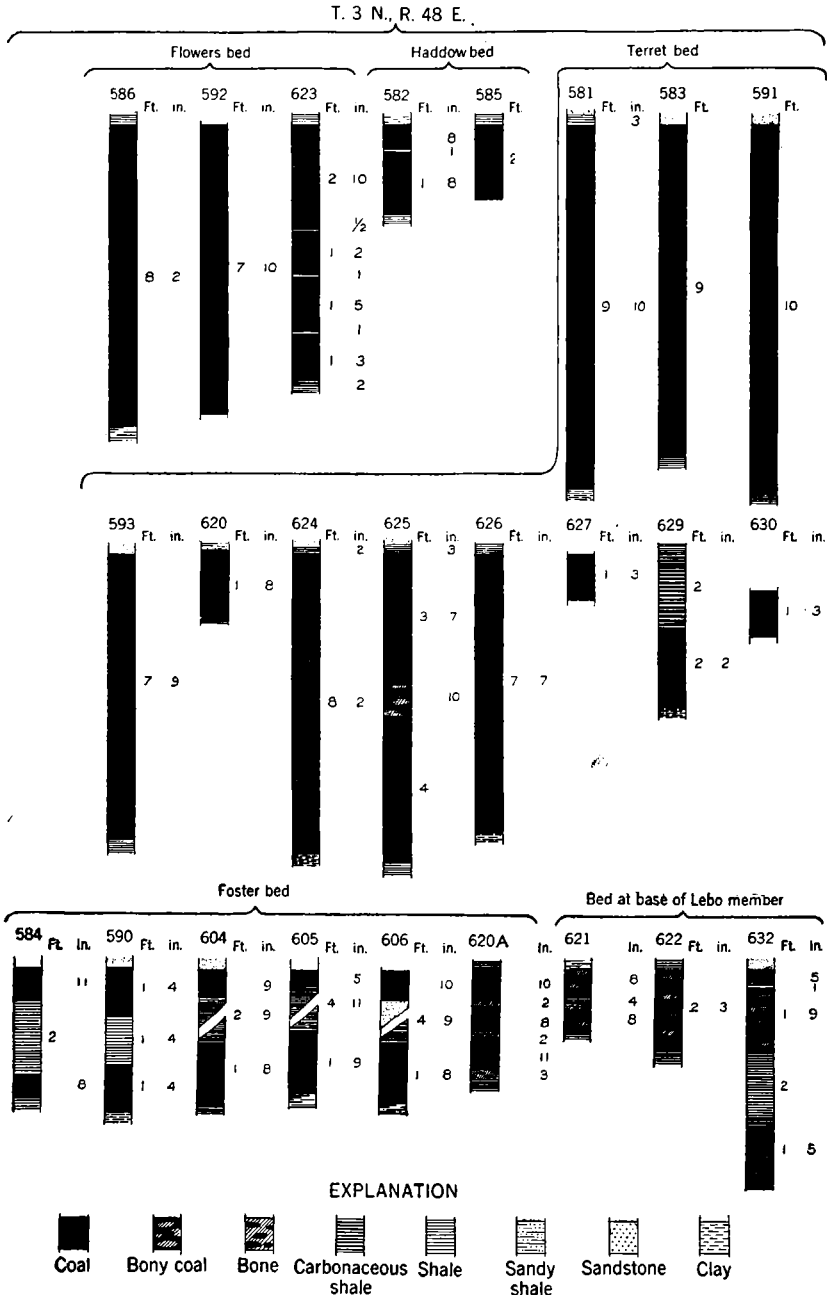 T. 3 N., R. 48 E.
Flowers bed Haddow bed Terret bed
586 592 623 582 585 581 583 591
Ft. in. Ft. in. Ft. in. Ft. in. Ft. Ft. in. Ft. Ft.
3
8
1
2 10 1 8 2
1/2
1 2
8 2 7 10 1 9
1 5 9 10 10
1
1 3
2
593 620 624 625 626 627 629 630
Ft. in. Ft. in. Ft. in. Ft. in. Ft. in. Ft. in. Ft. in. Ft. in.
2 3
1 8 1 3 2
3 7 1 3
7 9 2 2
8 2 10 7 7
4
Foster bed Bed at base of Lebo member
584 590 604 605 606 620A 621 622 632
Ft. In. Ft. in. Ft. in. Ft. in. Ft. in. In. in. Ft. in. Ft. In.
11 1 4 9 5 10 10 8 5
1
4 11 2 4 2 3 1 9
2 2 9 4 9 8 8
1 4 2
1 8 1 9 11 2
8 1 4 1 8 3
1 5
EXPLANATION
Coal Bony coal Bone Carbonaceous shale Shale Sandy shale Sandstone Clay